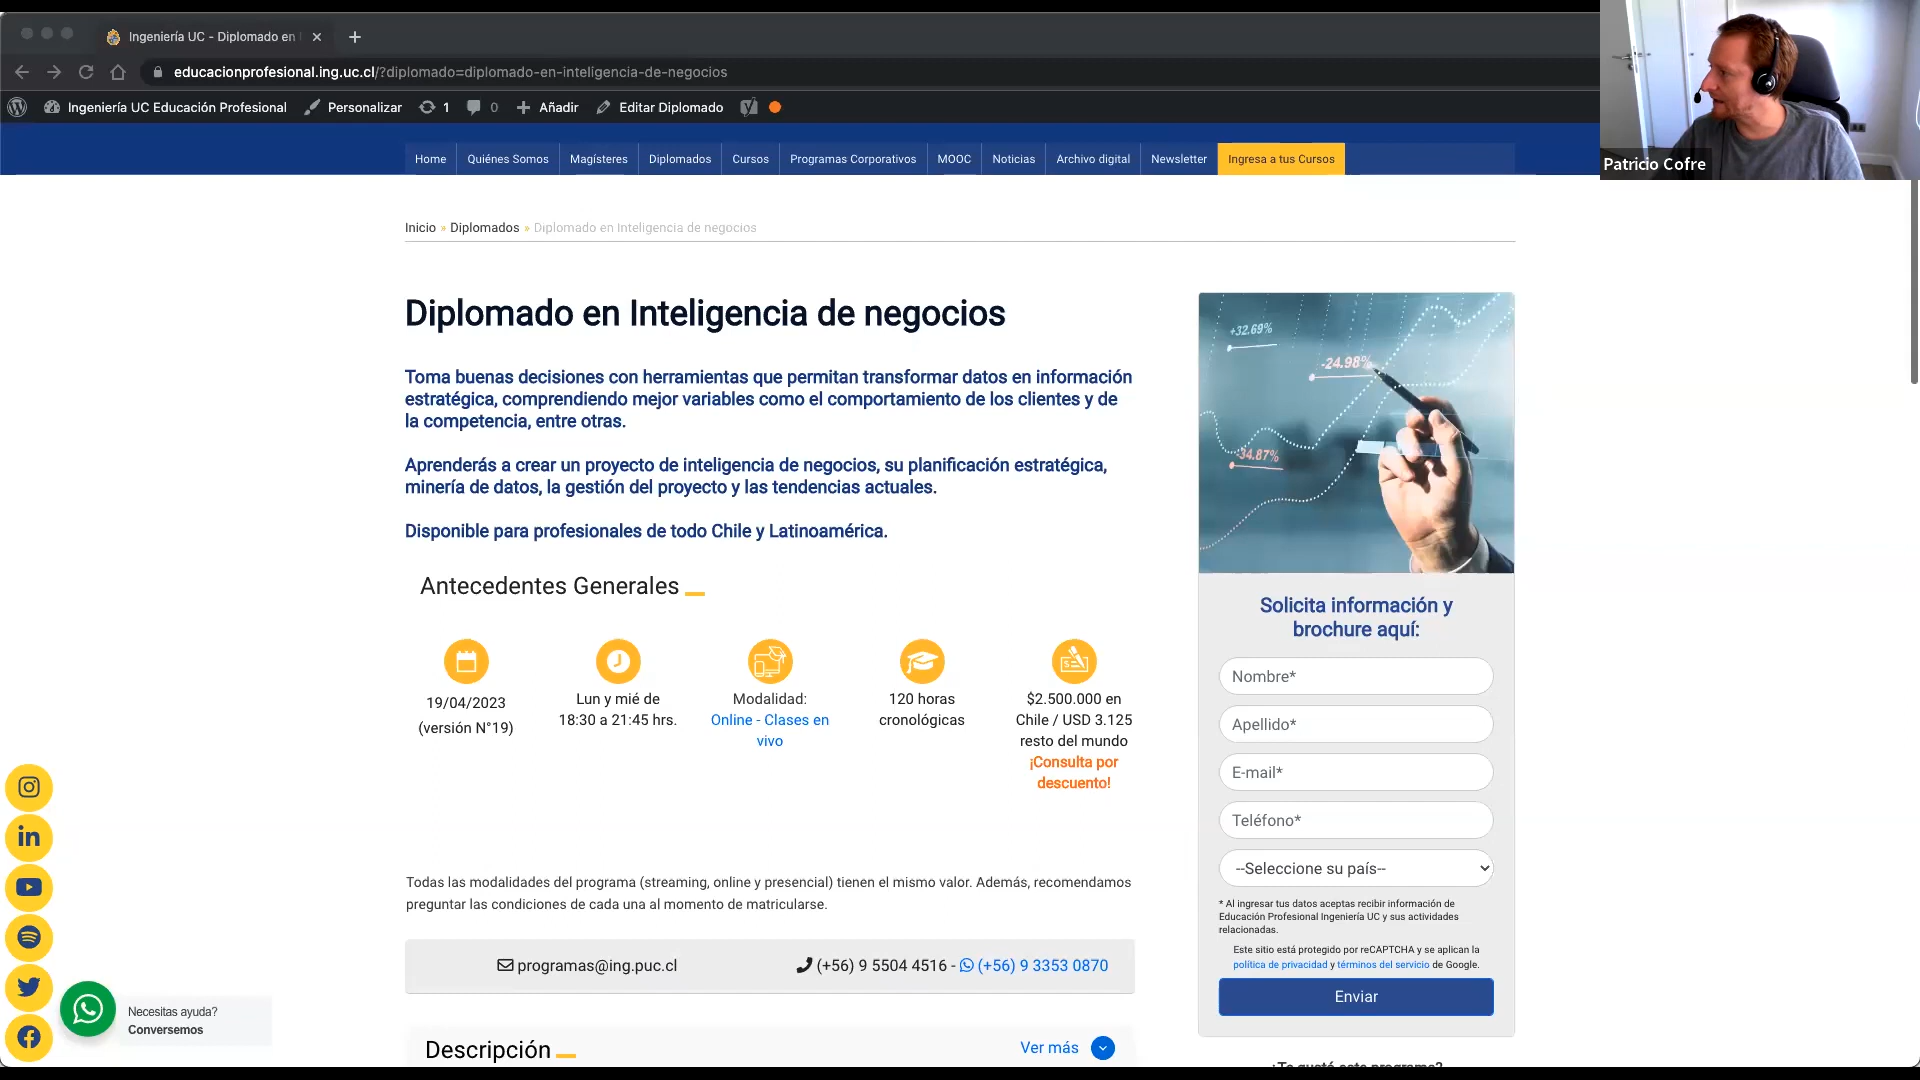 Ingeniería UC - Diplomado en
educacionprofesional.ing.uc.cl/?diplomado=diplomado-en-inteligencia-de-negocios
Ingeniería UC Educación Profesional
Personalizar
1
0
Añadir
Editar Diplomado
Patricio Cofre
Home
Quiénes Somos
Magísteres
Diplomados
Cursos
Programas Corporativos
MOOC
Noticias
Archivo digital
Newsletter
Ingresa a tus Cursos
Inicio » Diplomados » Diplomado en Inteligencia de negocios
Diplomado en Inteligencia de negocios
Toma buenas decisiones con herramientas que permitan transformar datos en información
estratégica, comprendiendo mejor variables como el comportamiento de los clientes y de
la competencia, entre otras.
Aprenderás a crear un proyecto de inteligencia de negocios, su planificación estratégica,
minería de datos, la gestión del proyecto y las tendencias actuales.
Disponible para profesionales de todo Chile y Latinoamérica.
Antecedentes Generales
19/04/2023
(versión N°19)
Lun y mié de
18:30 a 21:45 hrs.
Modalidad:
Online - Clases en
vivo
120 horas
cronológicas
$2.500.000 en
Chile / USD 3.125
resto del mundo
¡Consulta por
descuento!
Todas las modalidades del programa (streaming, online y presencial) tienen el mismo valor. Además, recomendamos
preguntar las condiciones de cada una al momento de matricularse.
programas@ing.puc.cl
(+56) 9 5504 4516 - (+56) 9 3353 0870
Descripción
Ver más
+32.69%
-24.98%
-34.87%
Solicita información y
brochure aquí:
Nombre*
Apellido*
E-mail*
Teléfono*
--Seleccione su país--
* Al ingresar tus datos aceptas recibir información de
Educación Profesional Ingeniería UC y sus actividades
relacionadas.
Este sitio está protegido por reCAPTCHA y se aplican la
política de privacidad y términos del servicio de Google.
Enviar
¿Te gustó este programa?
Necesitas ayuda?
Conversemos